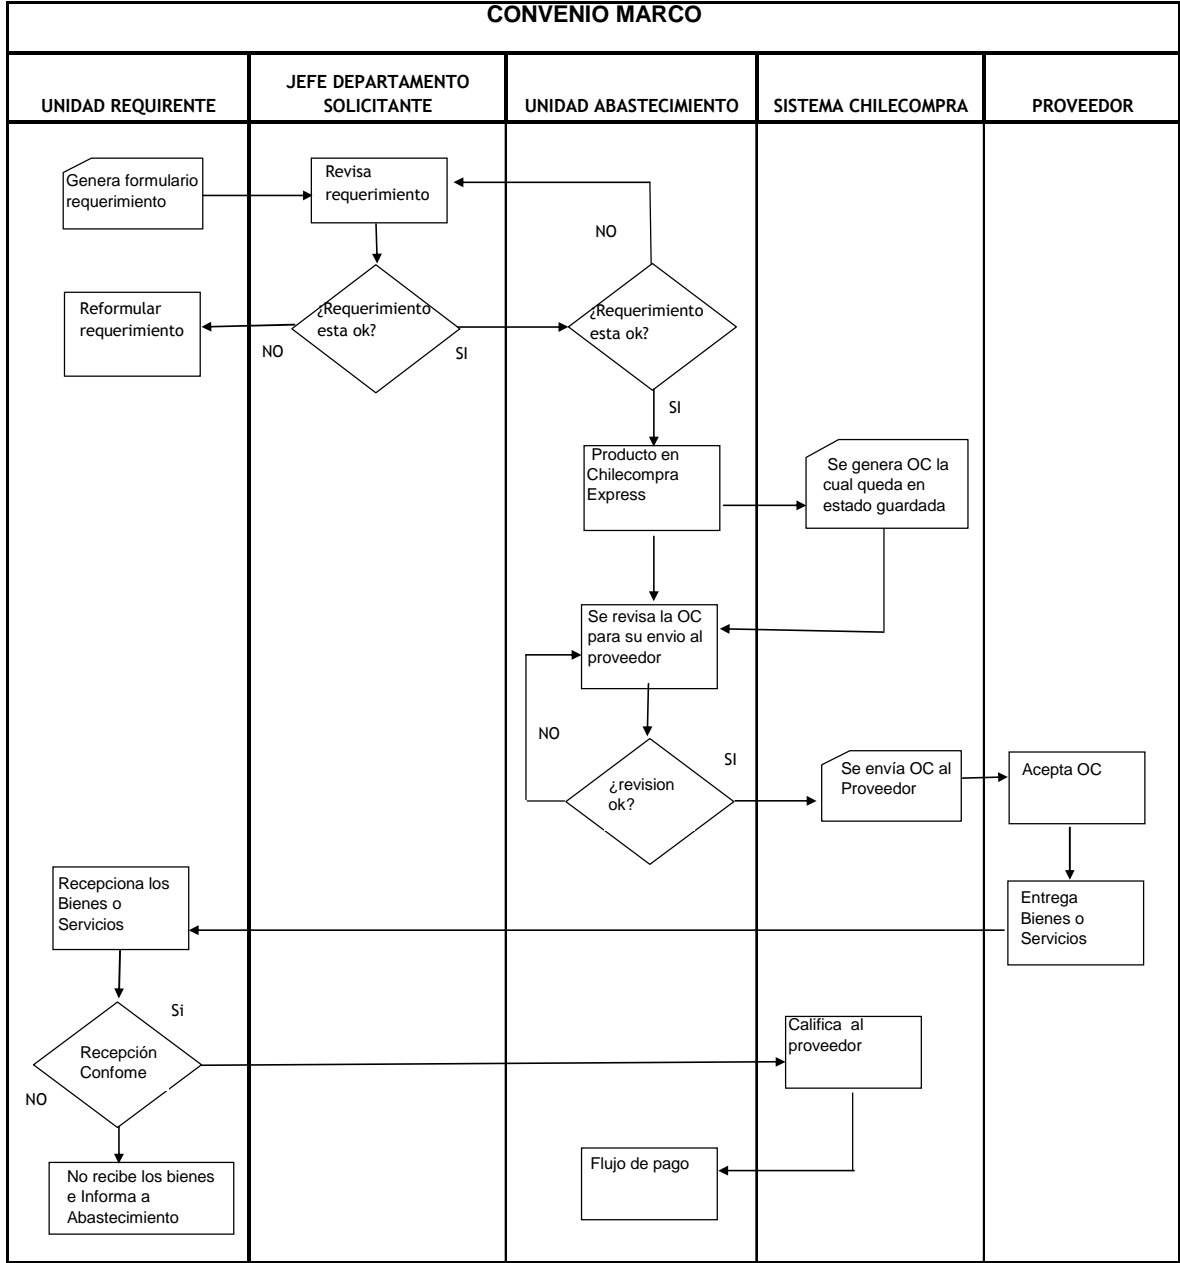 CONVENIO MARCO
UNIDAD REQUIRENTE
JEFE DEPARTAMENTO
SOLICITANTE
UNIDAD ABASTECIMIENTO
SISTEMA CHILECOMPRA
PROVEEDOR
Genera formulario
requerimiento
Revisa
requerimiento
NO
Reformular
requerimiento
¿Requerimiento
esta ok?
NO
SI
¿Requerimiento
esta ok?
SI
Producto en
Chilecompra
Express
Se genera OC la
cual queda en
estado guardada
Se revisa la OC
para su envio al
proveedor
NO
¿revision
ok?
SI
Se envía OC al
Proveedor
Acepta OC
Recepciona los
Bienes o
Servicios
Entrega
Bienes o
Servicios
Si
Recepción
Confome
NO
Califica al
proveedor
No recibe los bienes
e Informa a
Abastecimiento
Flujo de pago